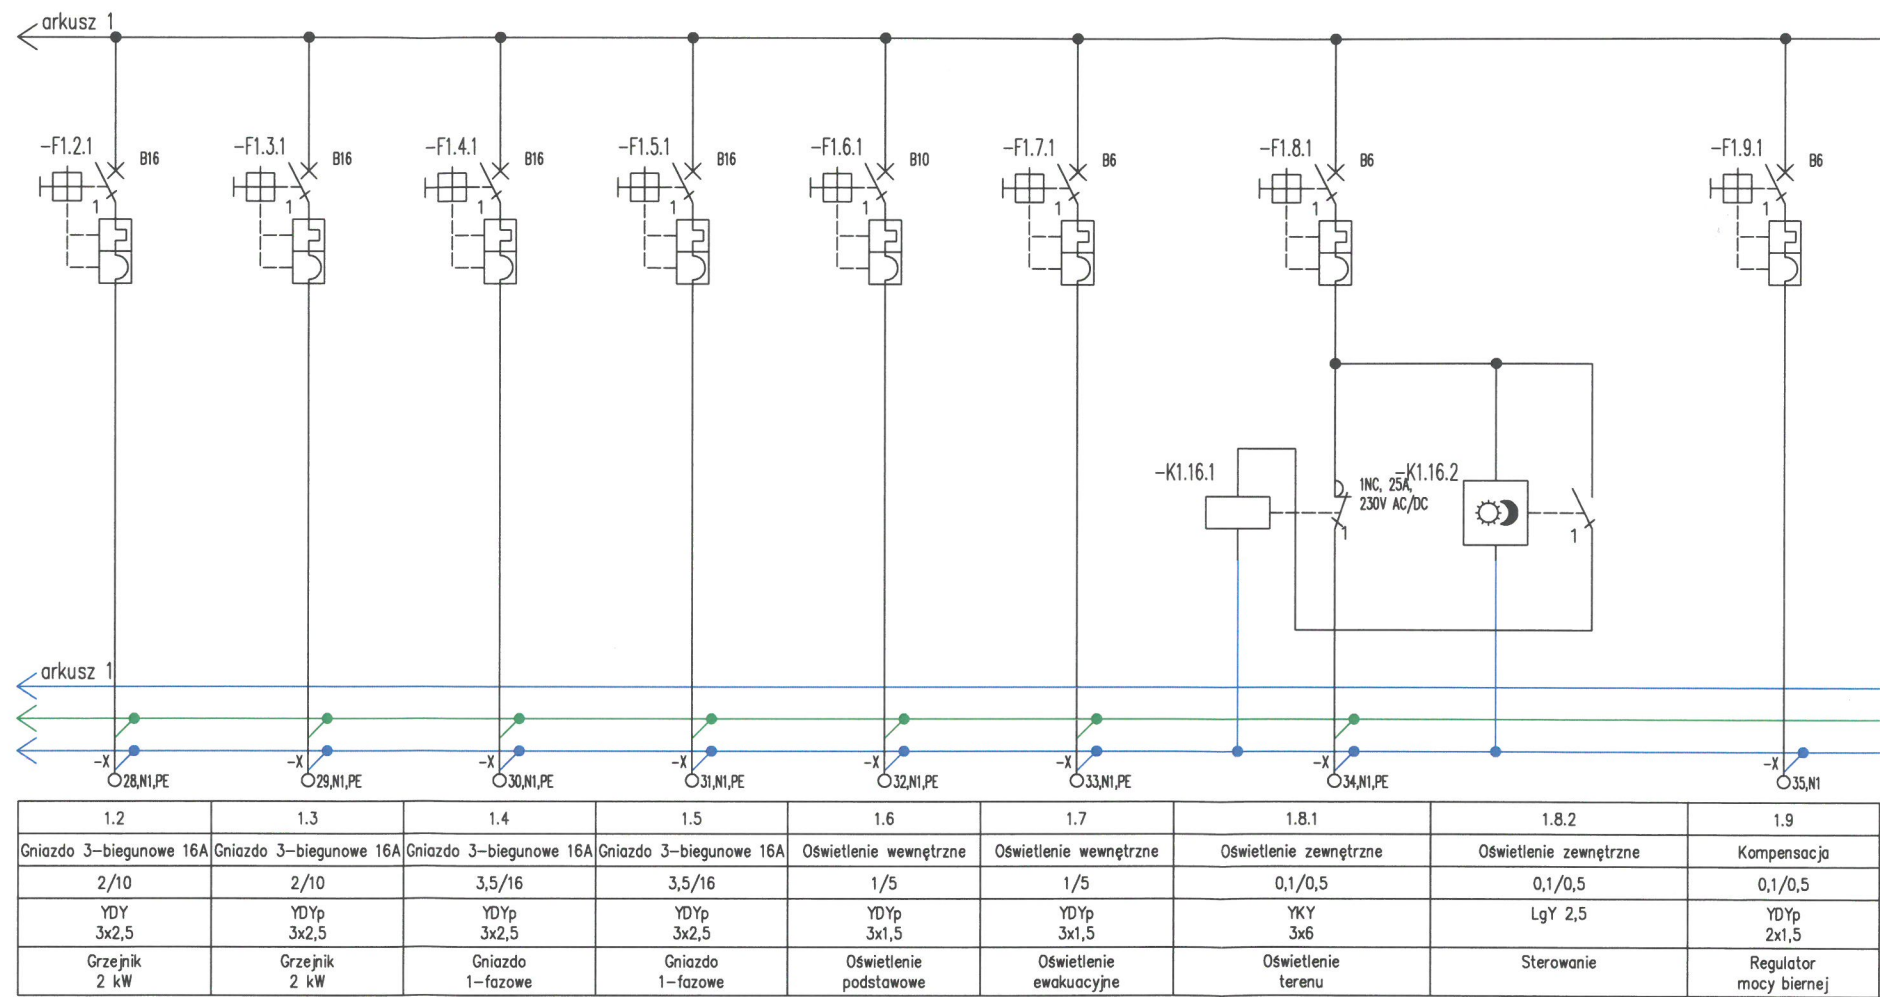 arkusz 1
-F1.2.1 B16 1
-F1.3.1 B16 1
-F1.4.1 B16 1
-F1.5.1 B16 1
-F1.6.1 B10 1
-F1.7.1 B6 1
-F1.8.1 B6 1
-F1.9.1 B6 1
-K1.16.1
1NC, 25A,
230V AC/DC
1
-K1.16.2
1
arkusz 1
-X -X -X -X -X -X -X -X
28,N1,PE 29,N1,PE 30,N1,PE 31,N1,PE 32,N1,PE 33,N1,PE 34,N1,PE 35,N1
1.2 1.3 1.4 1.5 1.6 1.7 1.8.1 1.8.2 1.9
Gniazdo 3-biegunowe 16A Gniazdo 3-biegunowe 16A Gniazdo 3-biegunowe 16A Gniazdo 3-biegunowe 16A Oświetlenie wewnętrzne Oświetlenie wewnętrzne Oświetlenie zewnętrzne Oświetlenie zewnętrzne Kompensacja
2/10 2/10 3,5/16 3,5/16 1/5 1/5 0,1/0,5 0,1/0,5 0,1/0,5
YDY YDYp YDYp YDYp YDYp YDYp YKY LgY 2,5 YDYp
3x2,5 3x2,5 3x2,5 3x2,5 3x1,5 3x1,5 3x6 2x1,5
Grzejnik Grzejnik Gniazdo Gniazdo Oświetlenie Oświetlenie Oświetlenie Sterowanie Regulator
2 kW 2 kW 1-fazowe 1-fazowe podstawowe ewakuacyjne terenu mocy biernej